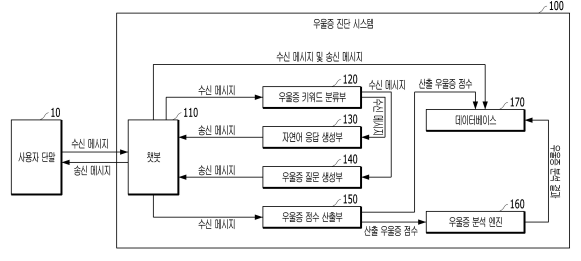 100
우울증 진단 시스템
수신 메시지 및 송신 메시지
산출 우울증 점수
수신 메시지
120
수신 메시지
우울증 키워드 분류부
수신 메시지
10
110
130
170
송신 메시지
자연어 응답 생성부
데이터베이스
수신 메시지
사용자 단말
챗봇
송신 메시지
140
송신 메시지
우울증 질문 생성부
우울증 분석 결과
150
160
우울증 점수 산출부
우울증 분석 엔진
수신 메시지
산출 우울증 점수